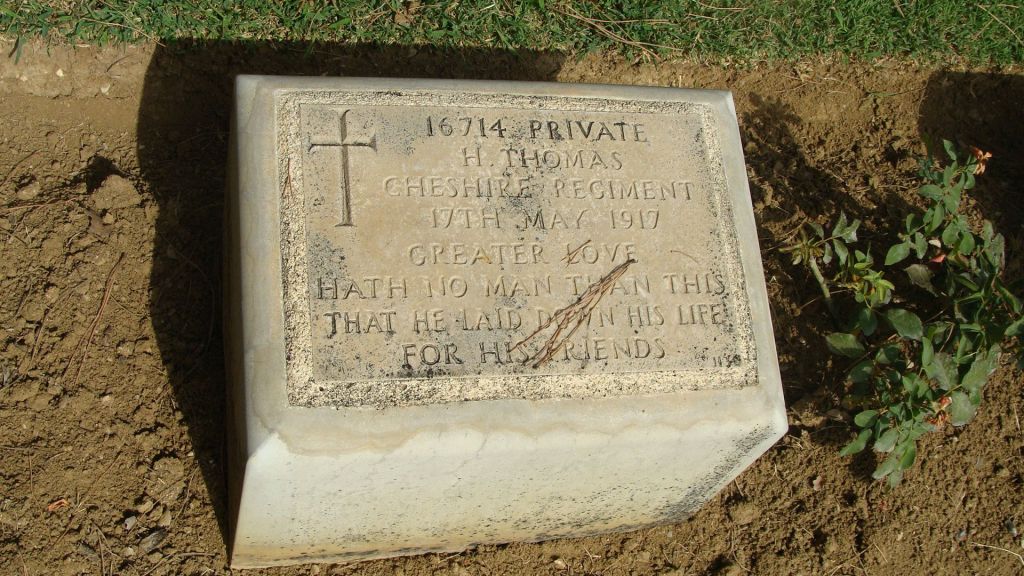 16714 PRIVATE
H. THOMAS
CHESHIRE REGIMENT
17TH MAY 1917
GREATER LOVE
HATH NO MAN THAN THIS
THAT HE LAID DOWN HIS LIFE
FOR HIS FRIENDS